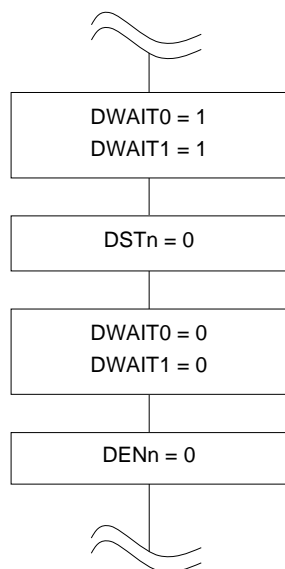 DWAIT0 = 1
DWAIT1 = 1
DSTn = 0
DWAIT0 = 0
DWAIT1 = 0
DENn = 0